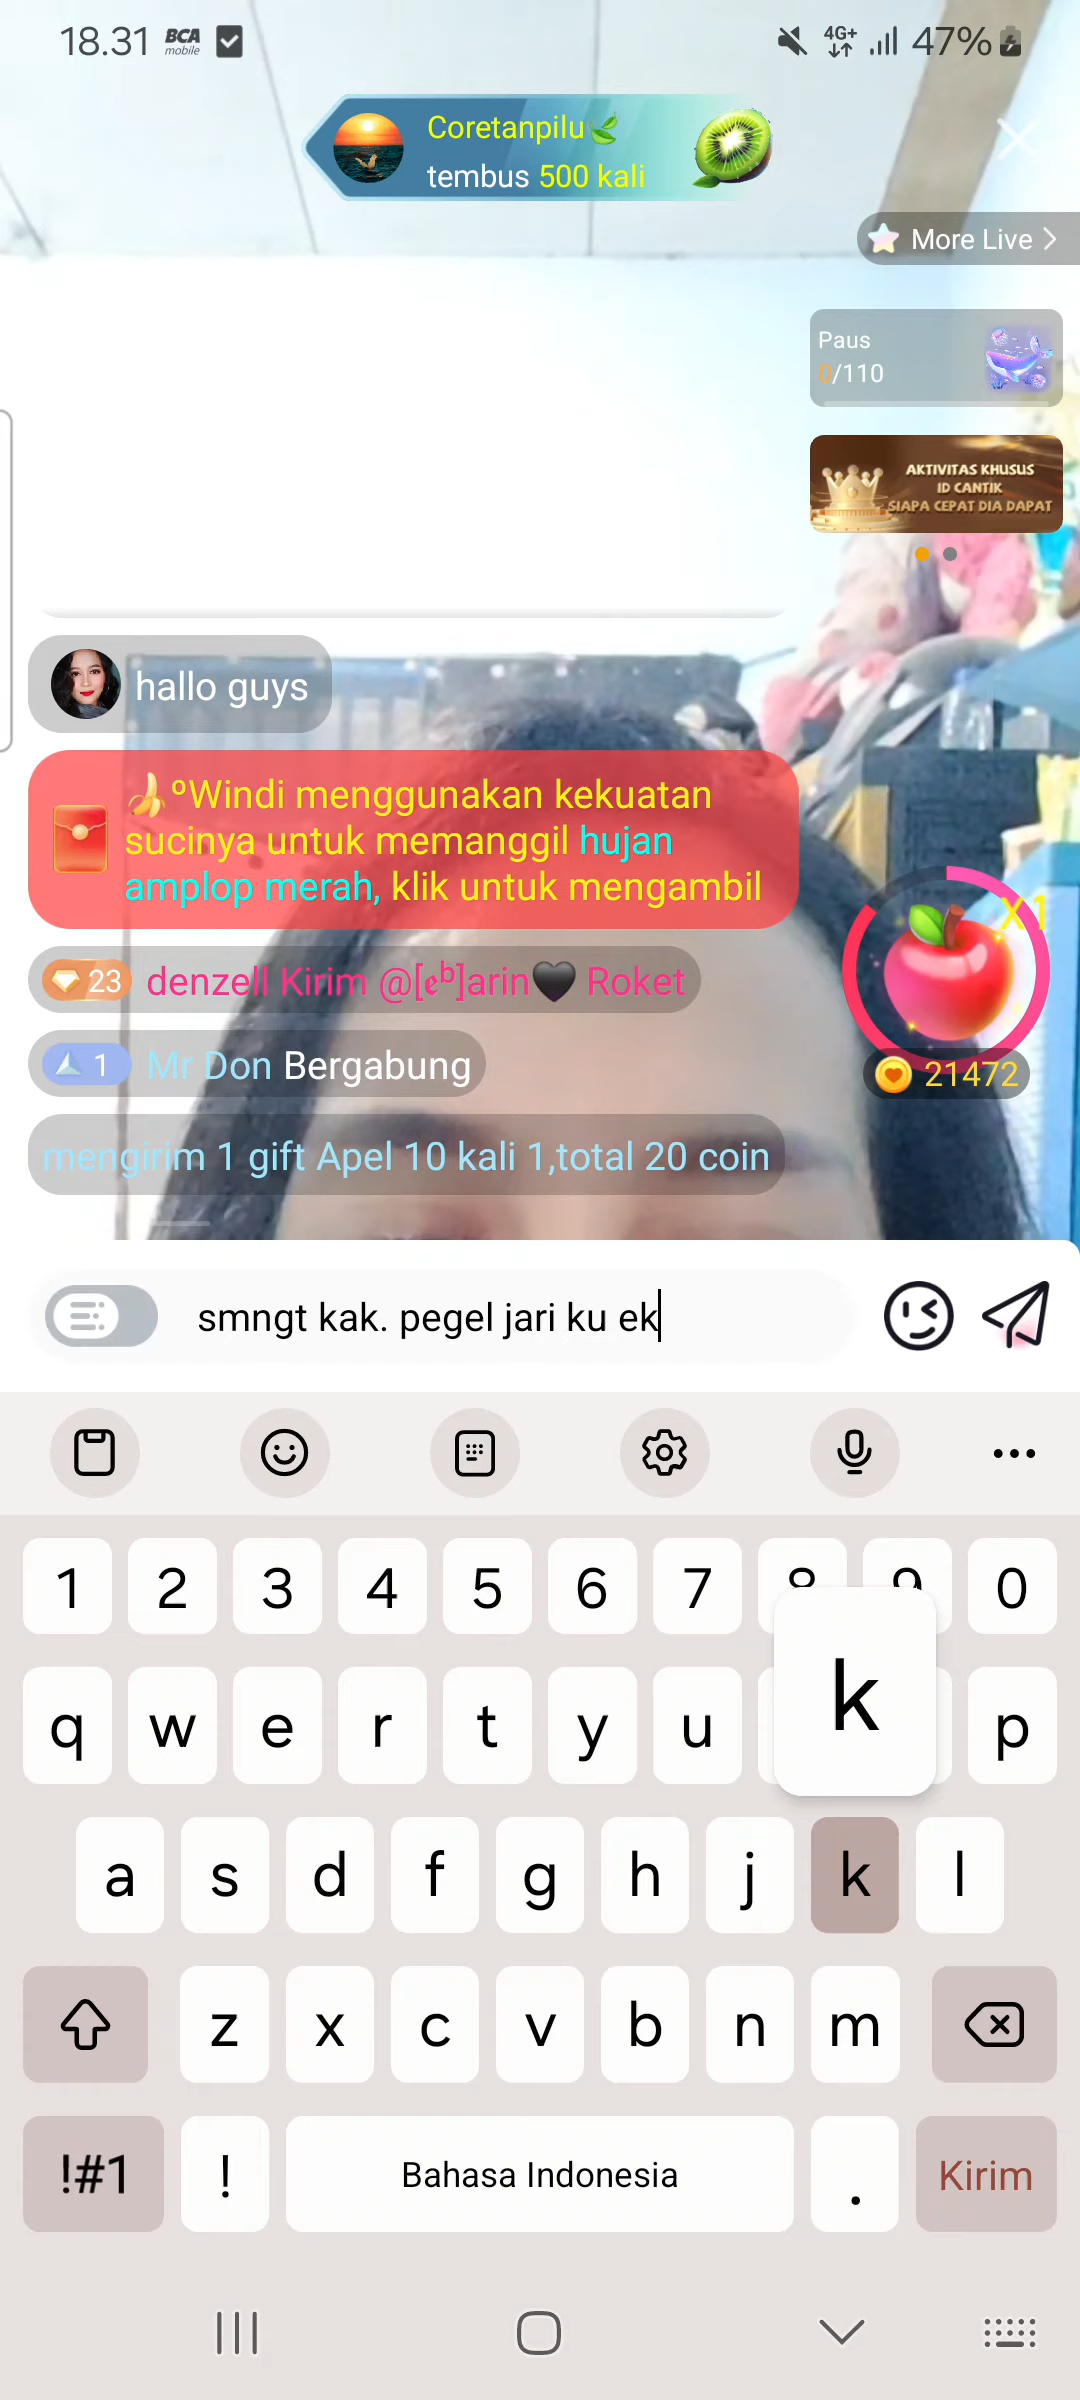 18.31 BCA mobile 4G+ 47%
Coretanpilu
tembus 500 kali
More Live
Paus
0/110
AKTIVITAS KHUSUS
ID CANTIK
SIAPA CEPAT DIA DAPAT
hallo guys
ºWindi menggunakan kekuatan
sucinya untuk memanggil hujan
amplop merah, klik untuk mengambil
X1
23 denzell Kirim @[𝖊ᵇ]arin🖤 Roket
21472
1 Mr Don Bergabung
mengirim 1 gift Apel 10 kali 1,total 20 coin
smngt kak. pegel jari ku ek
1 2 3 4 5 6 7 8 9 0
q w e r t y u k p
a s d f g h j k l
z x c v b n m
!#1 ! Bahasa Indonesia . Kirim